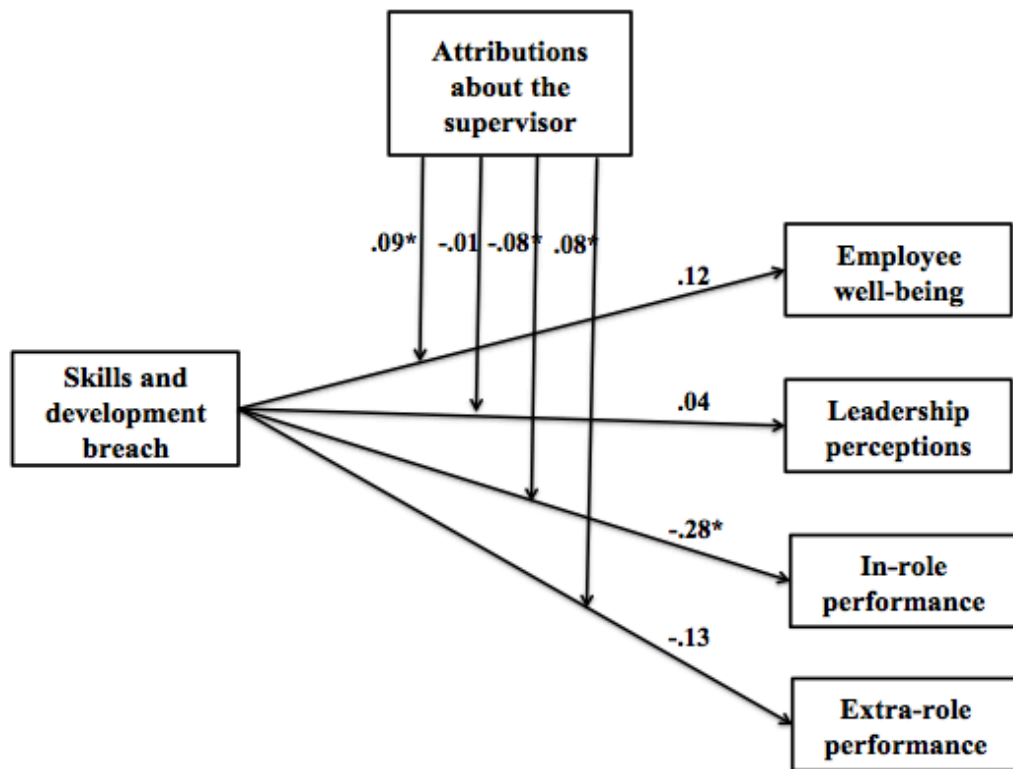 Attributions
about the
supervisor
.09*
-.01
-.08*
.08*
.12
Employee
well-being
Skills and
development
breach
.04
Leadership
perceptions
-.28*
In-role
performance
-.13
Extra-role
performance